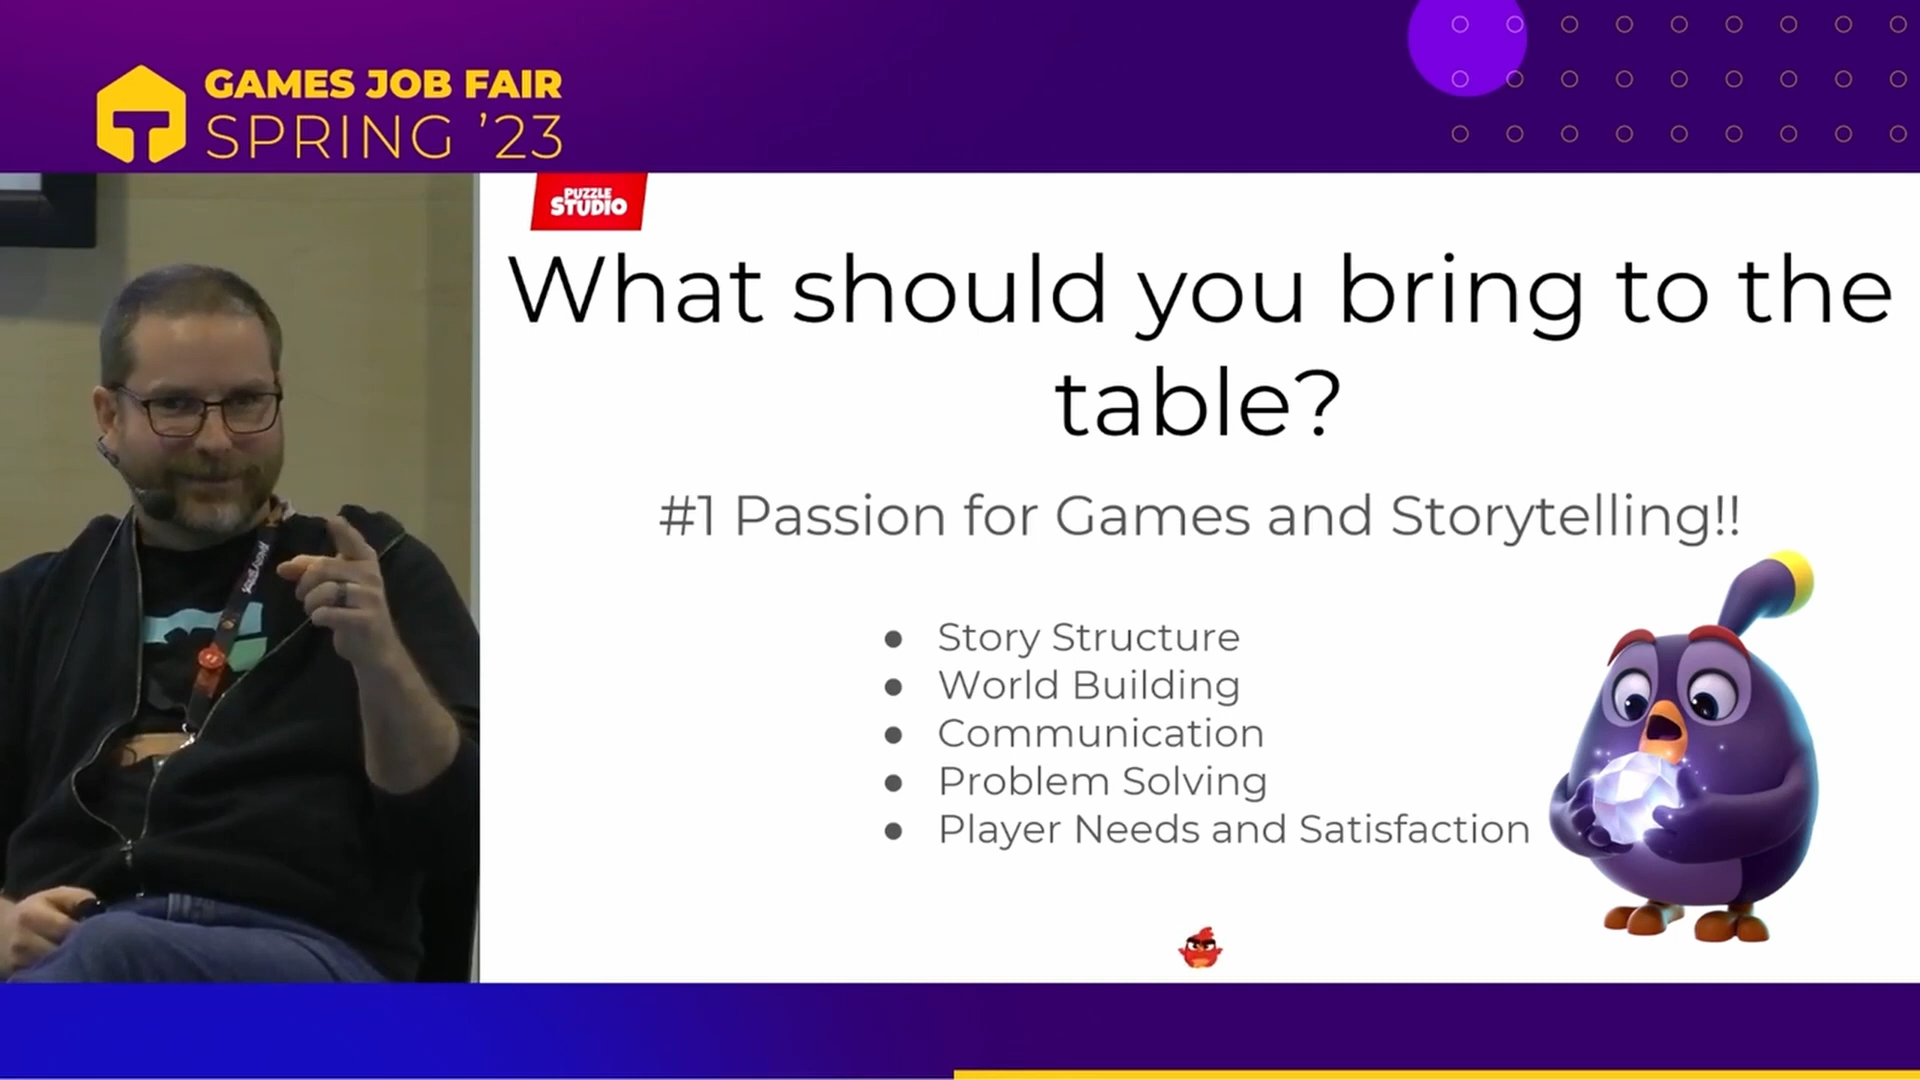 GAMES JOB FAIR
SPRING ’23
PUZZLE
STUDIO
What should you bring to the
table?
#1 Passion for Games and Storytelling!!
● Story Structure
● World Building
● Communication
● Problem Solving
● Player Needs and Satisfaction